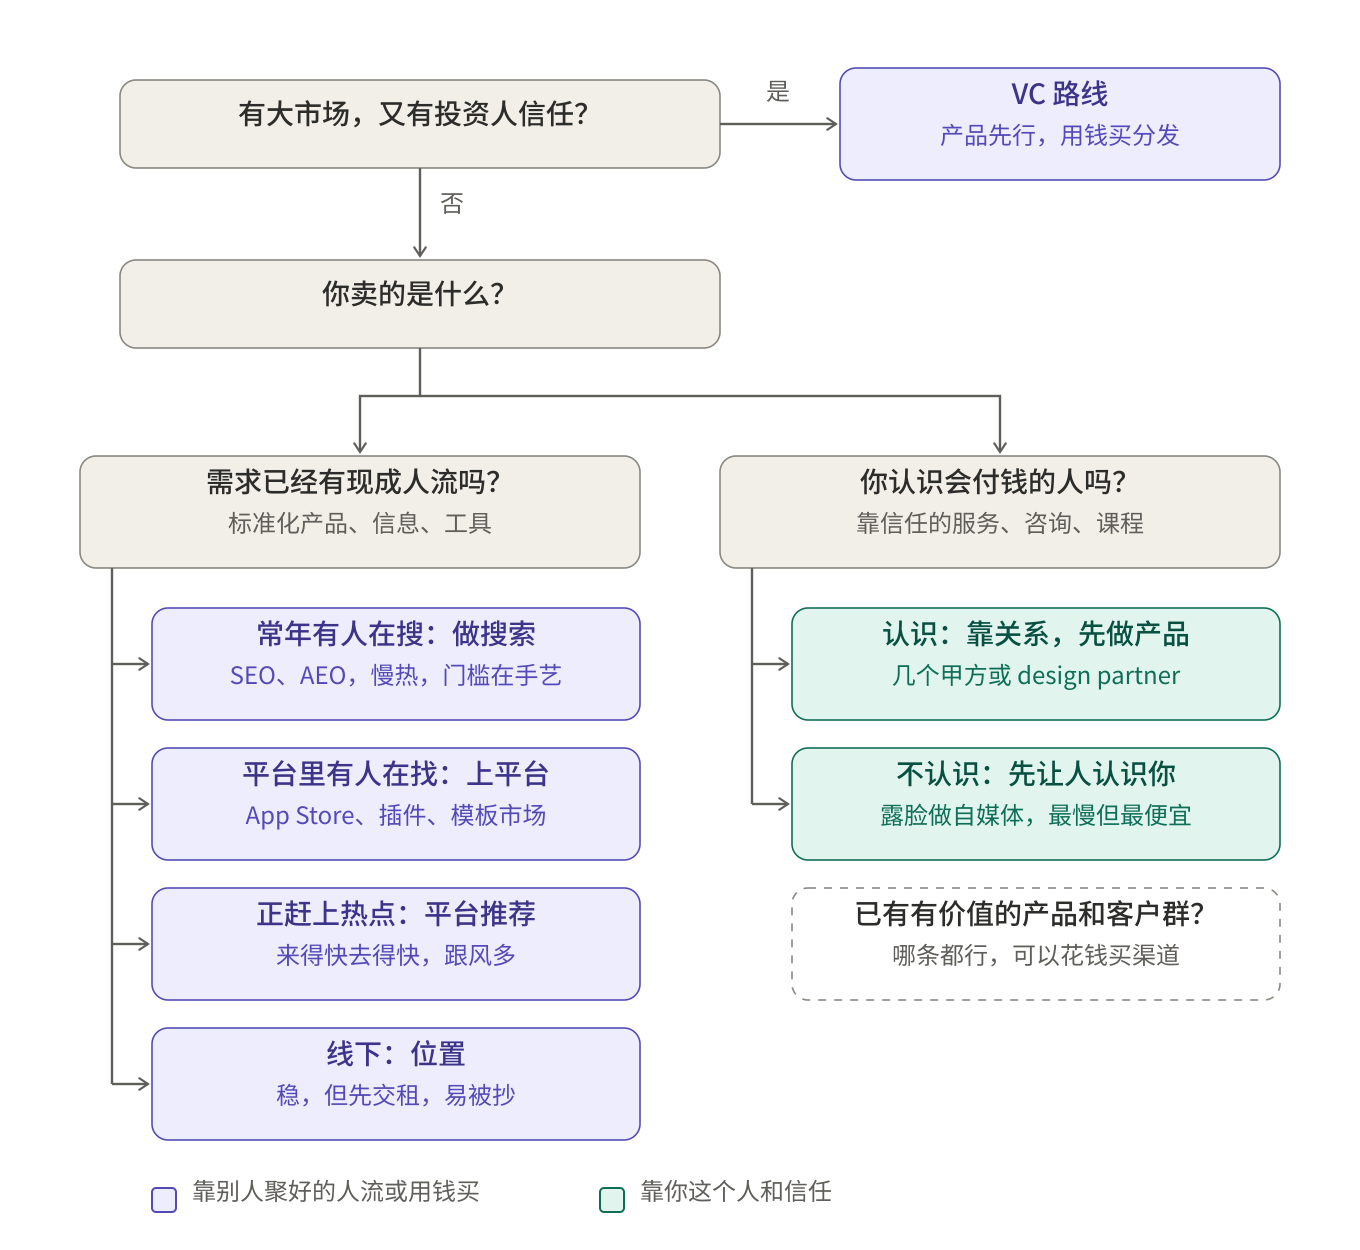 有大市场，又有投资人信任？
是
VC 路线
产品先行，用钱买分发
否
你卖的是什么？
需求已经有现成人流吗？
标准化产品、信息、工具
你认识会付钱的人吗？
靠信任的服务、咨询、课程
常年有人在搜：做搜索
SEO、AEO，慢热，门槛在手艺
认识：靠关系，先做产品
几个甲方或 design partner
平台里有人在找：上平台
App Store、插件、模板市场
不认识：先让人认识你
露脸做自媒体，最慢但最便宜
正赶上热点：平台推荐
来得快去得快，跟风多
已有有价值的产品和客户群？
哪条都行，可以花钱买渠道
线下：位置
稳，但先交租，易被抄
靠别人聚好的人流或用钱买
靠你这个人和信任